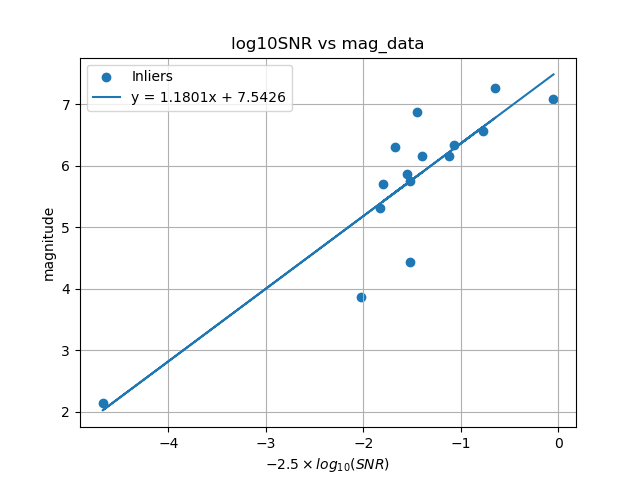 log10SNR vs mag_data
Inliers
y = 1.1801x + 7.5426
7
6
5
4
3
2
magnitude
−4
−3
−2
−1
0
−2.5 × log₁₀(SNR)